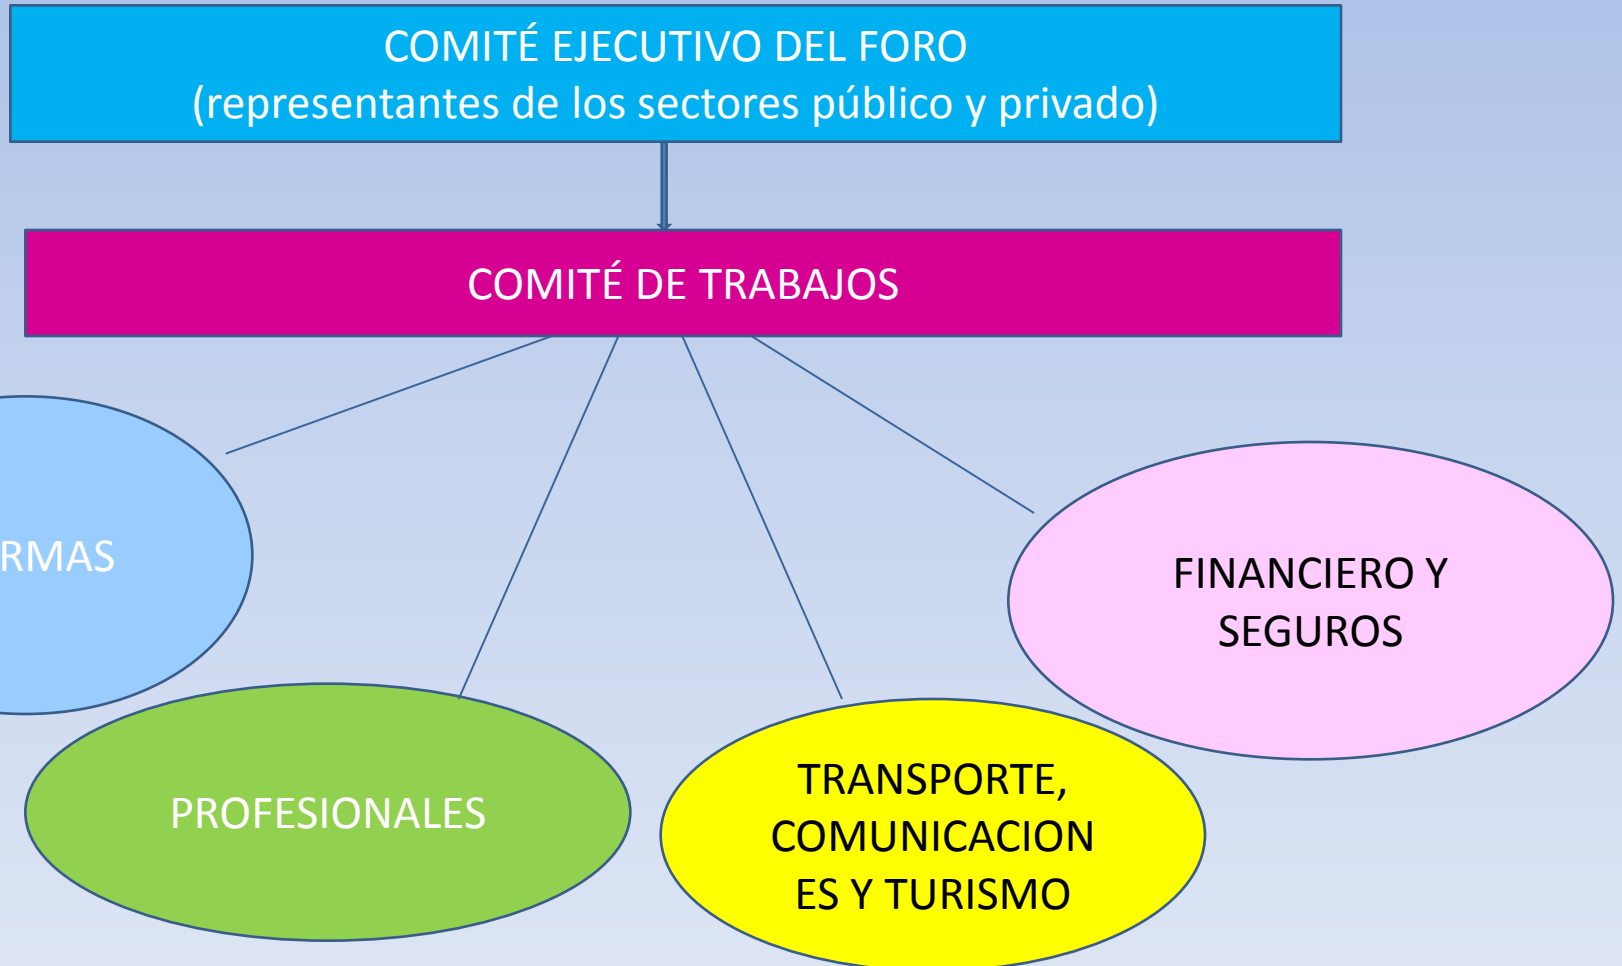 COMITÉ EJECUTIVO DEL FORO
(representantes de los sectores público y privado)
COMITÉ DE TRABAJOS
RMAS
FINANCIERO Y
SEGUROS
PROFESIONALES
TRANSPORTE,
COMUNICACION
ES Y TURISMO